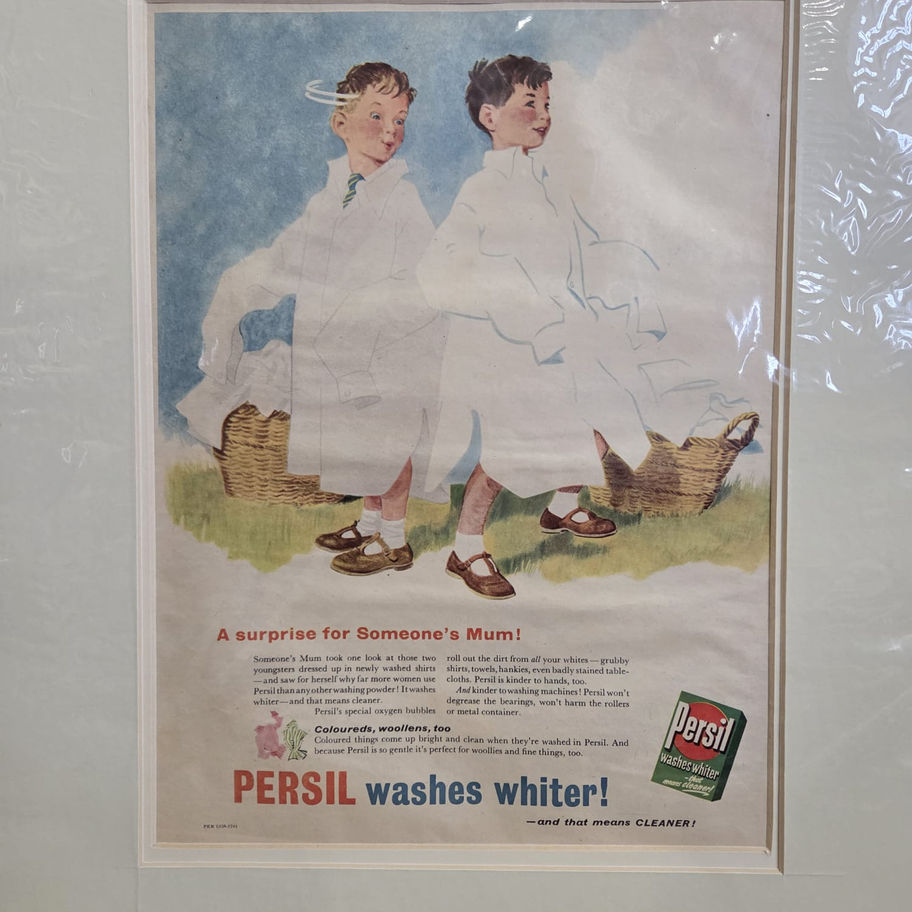 A surprise for Someone's Mum!
Someone's Mum took one look at those two
youngsters dressed up in newly washed shirts
—and saw for herself why far more women use
Persil than any other washing powder! It washes
whiter—and that means cleaner.
Persil's special oxygen bubbles
roll out the dirt from all your whites — grubby
shirts, towels, hankies, even badly stained table-
cloths. Persil is kinder to hands, too.
And kinder to washing machines! Persil won't
degrease the bearings, won't harm the rollers
or metal container.
Coloureds, woollens, too
Coloured things come up bright and clean when they're washed in Persil. And
because Persil is so gentle it's perfect for woollies and fine things, too.
Persil
washes whiter
—that
means cleaner!
PERSIL washes whiter!
—and that means CLEANER!